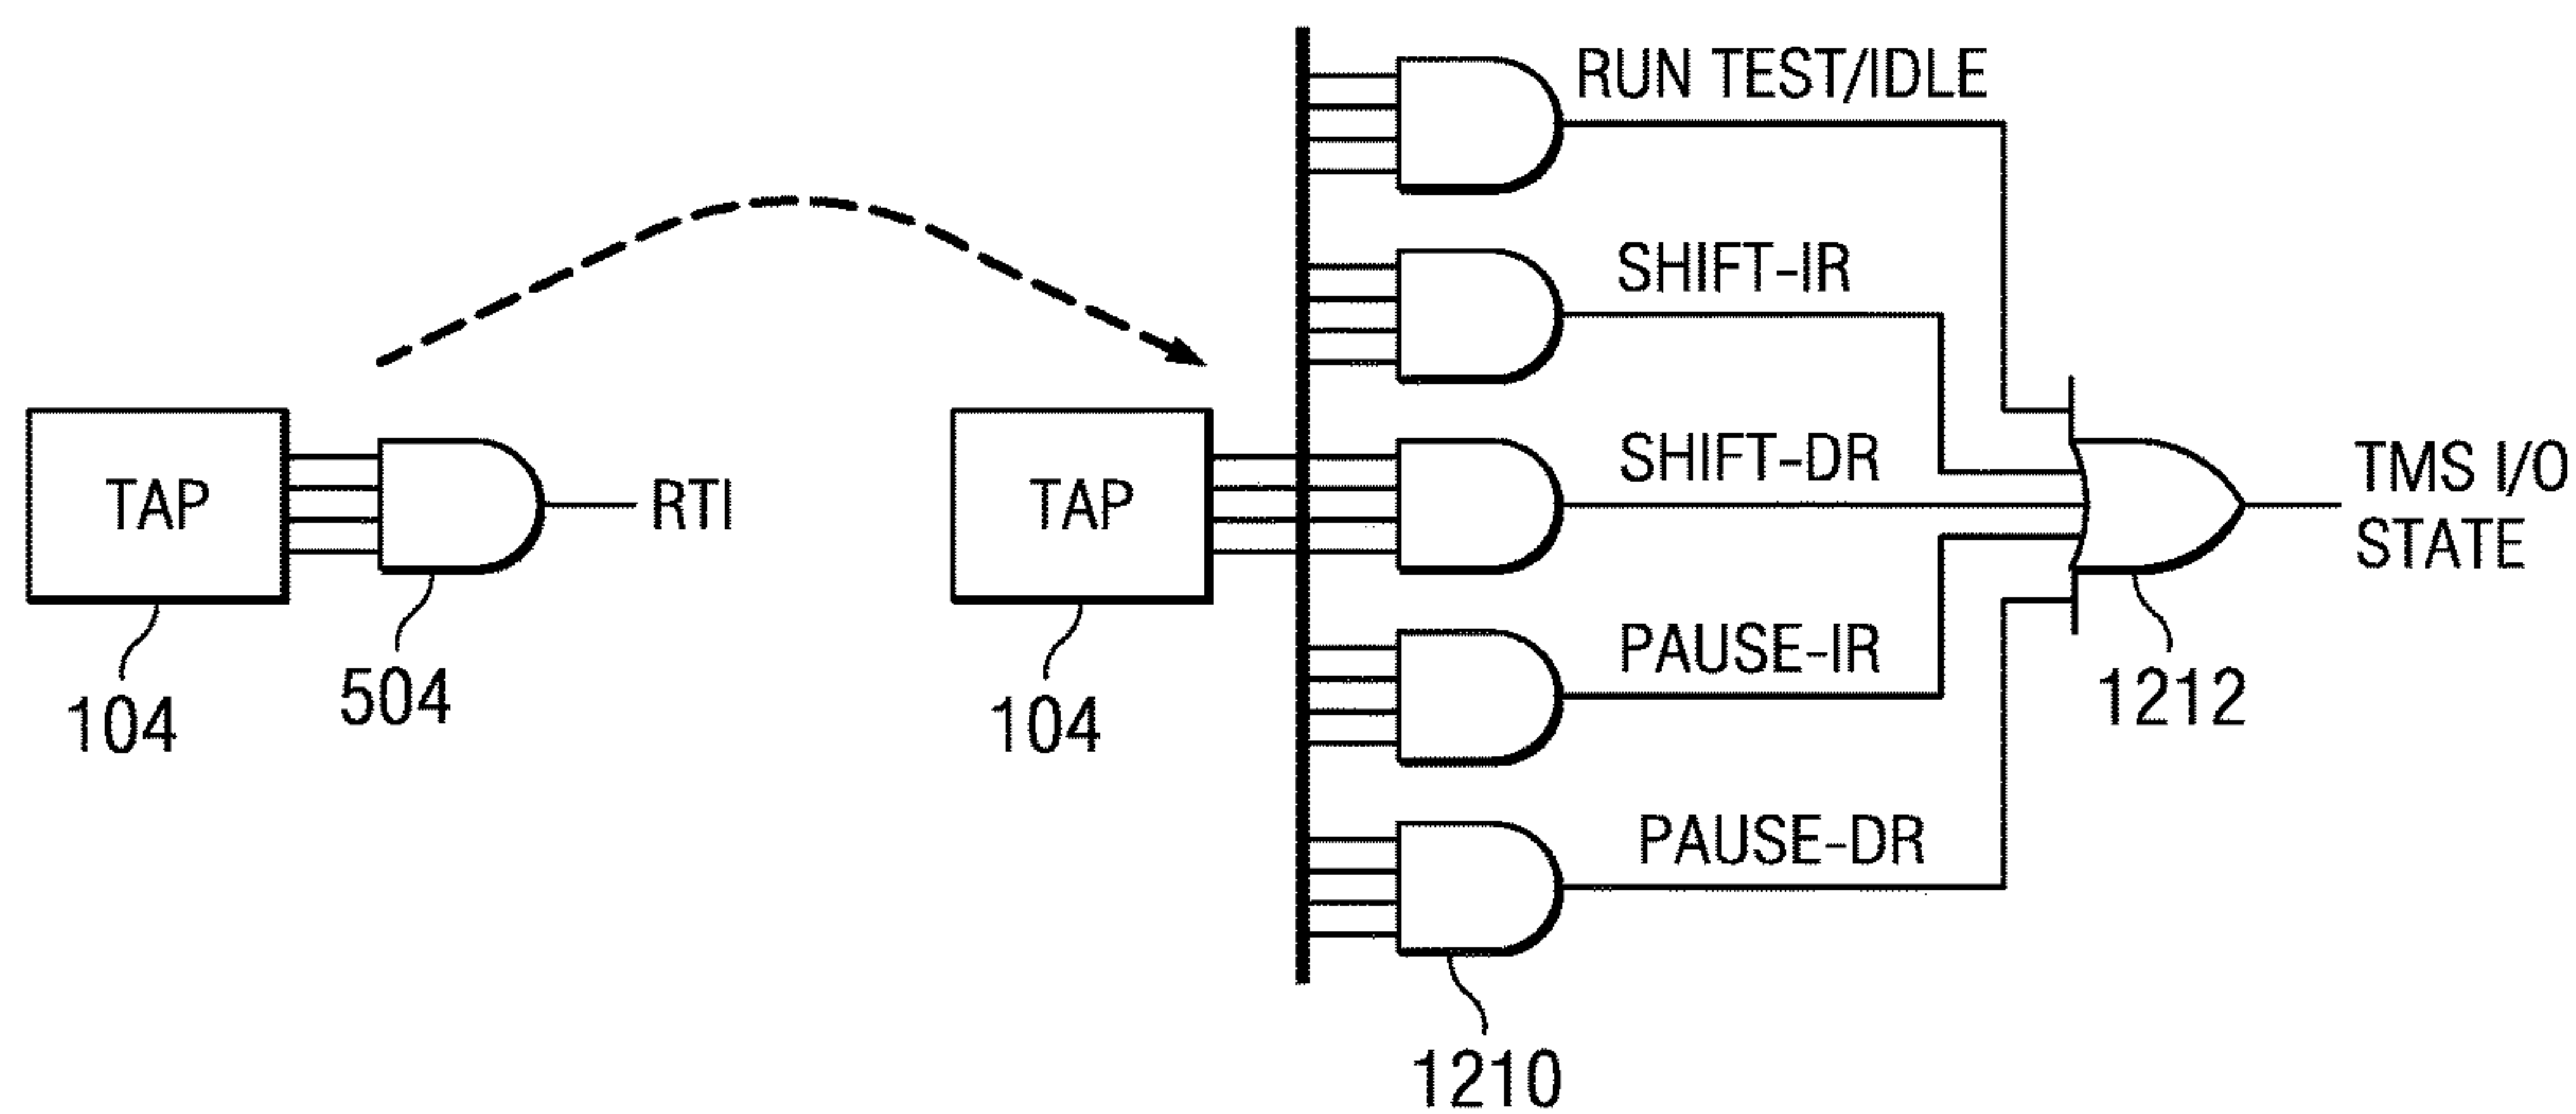 RUN TEST/IDLE
SHIFT-IR
TAP
RTI
TAP
SHIFT-DR
TMS I/O
STATE
104
504
104
PAUSE-IR
1212
PAUSE-DR
1210